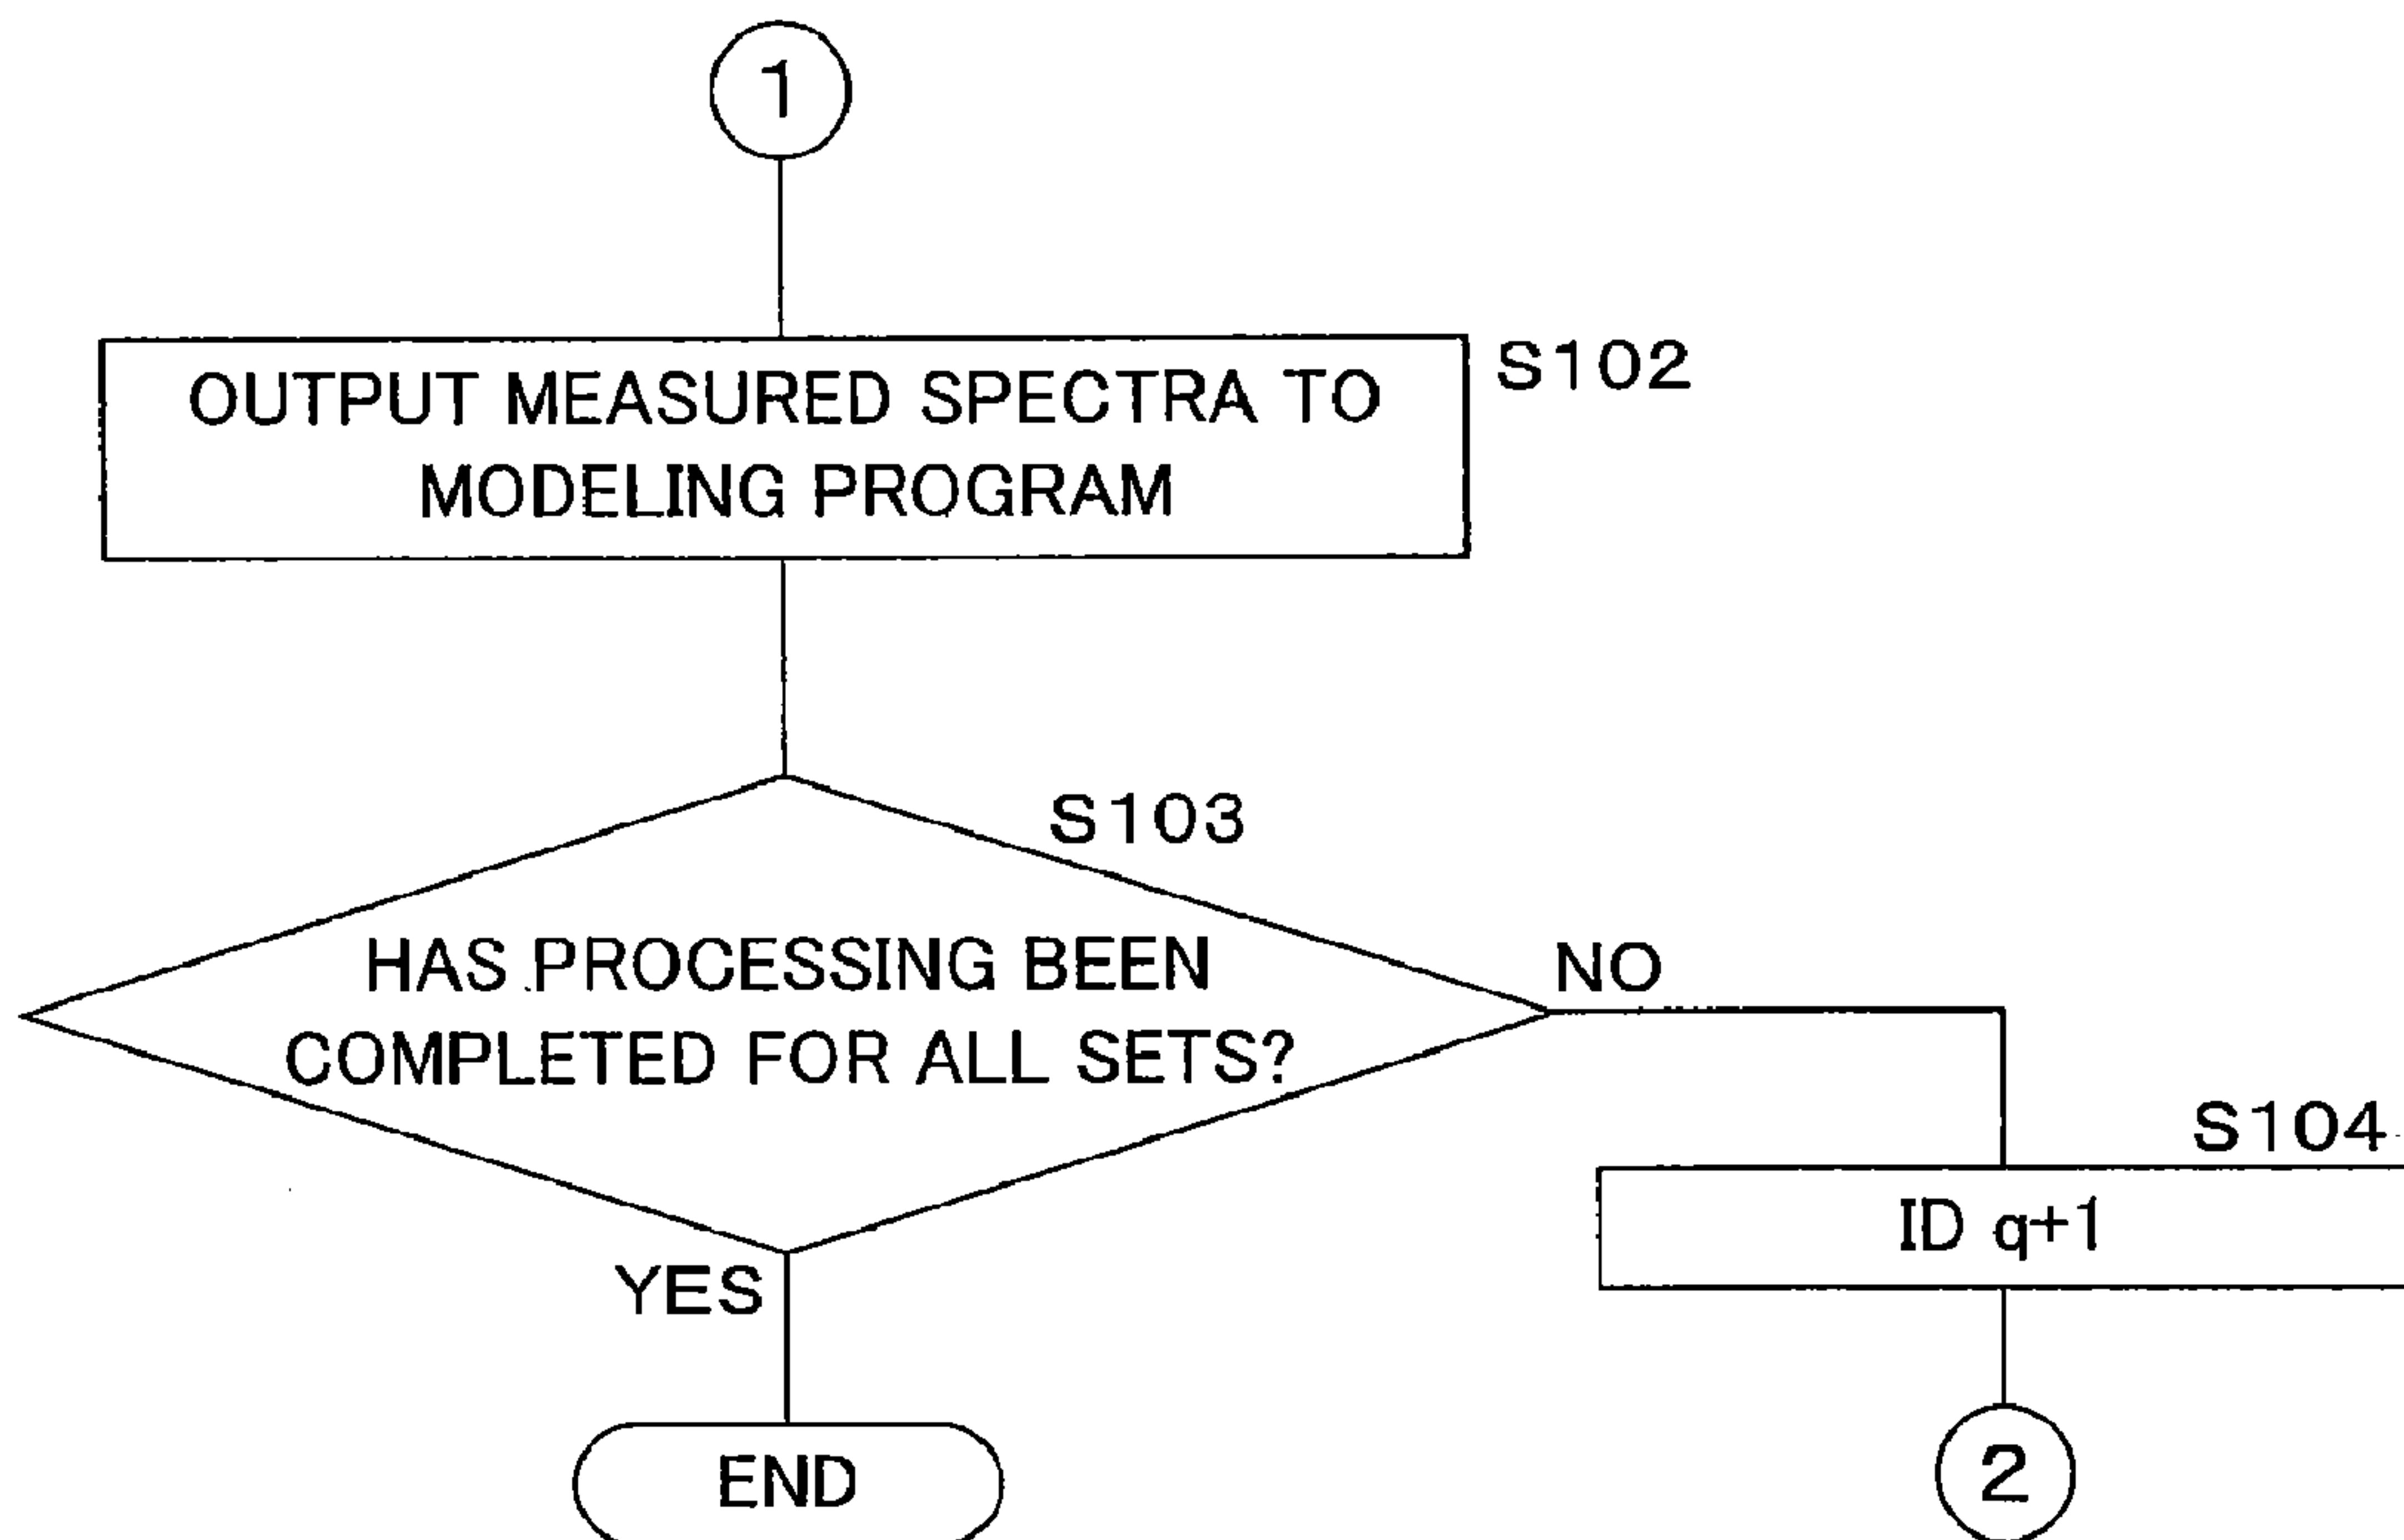 1
OUTPUT MEASURED SPECTRA TO
MODELING PROGRAM
S102
S103
HAS PROCESSING BEEN
COMPLETED FOR ALL SETS?
NO
S104
ID q+1
YES
END
2